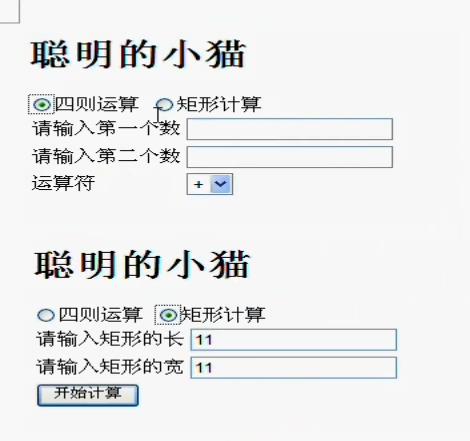 聪明的小猫
四则运算 矩形计算
请输入第一个数
请输入第二个数
运算符 +
聪明的小猫
四则运算 矩形计算
请输入矩形的长 11
请输入矩形的宽 11
开始计算